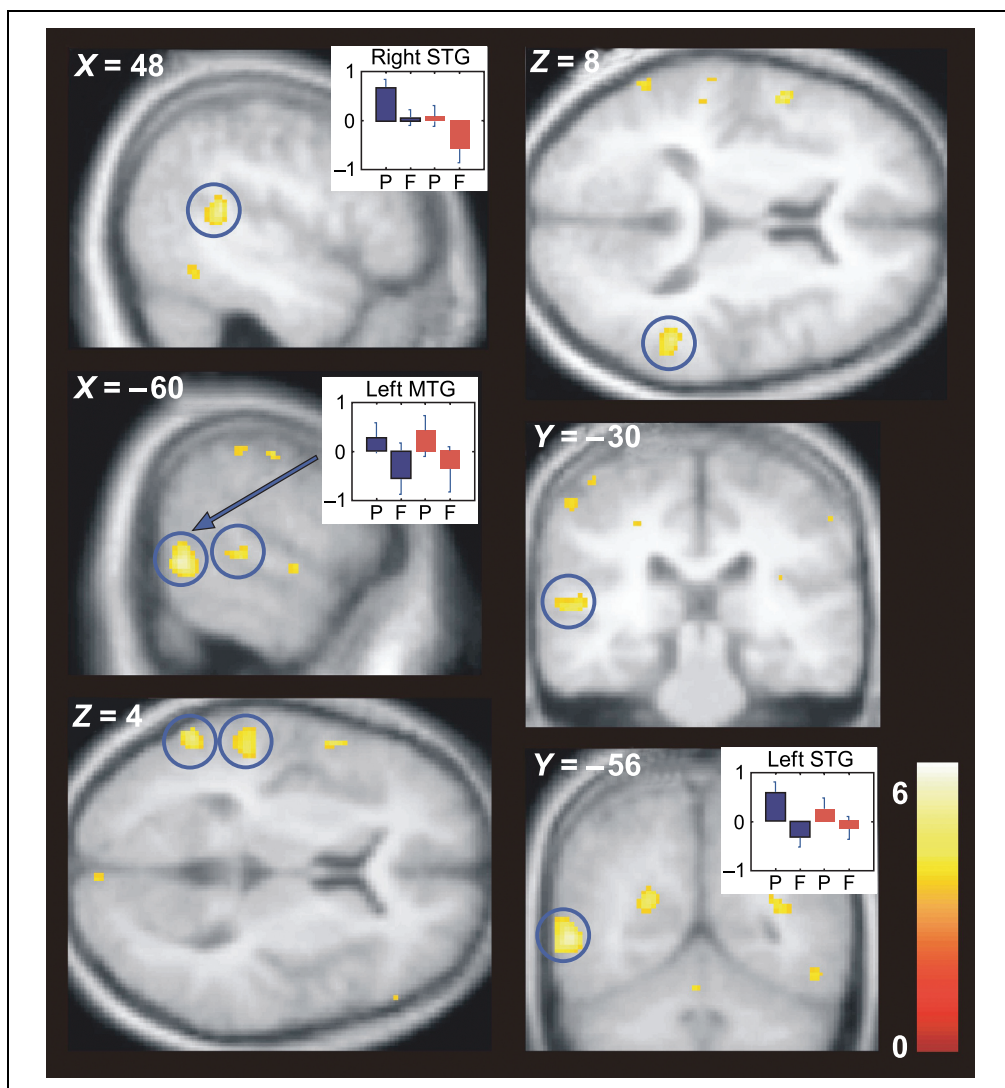 X = 48
Right STG
1
0
−1
P F P F
Z = 8
X = −60
Left MTG
1
0
−1
P F P F
Y = −30
Z = 4
Y = −56
Left STG
1
0
−1
P F P F
6
0